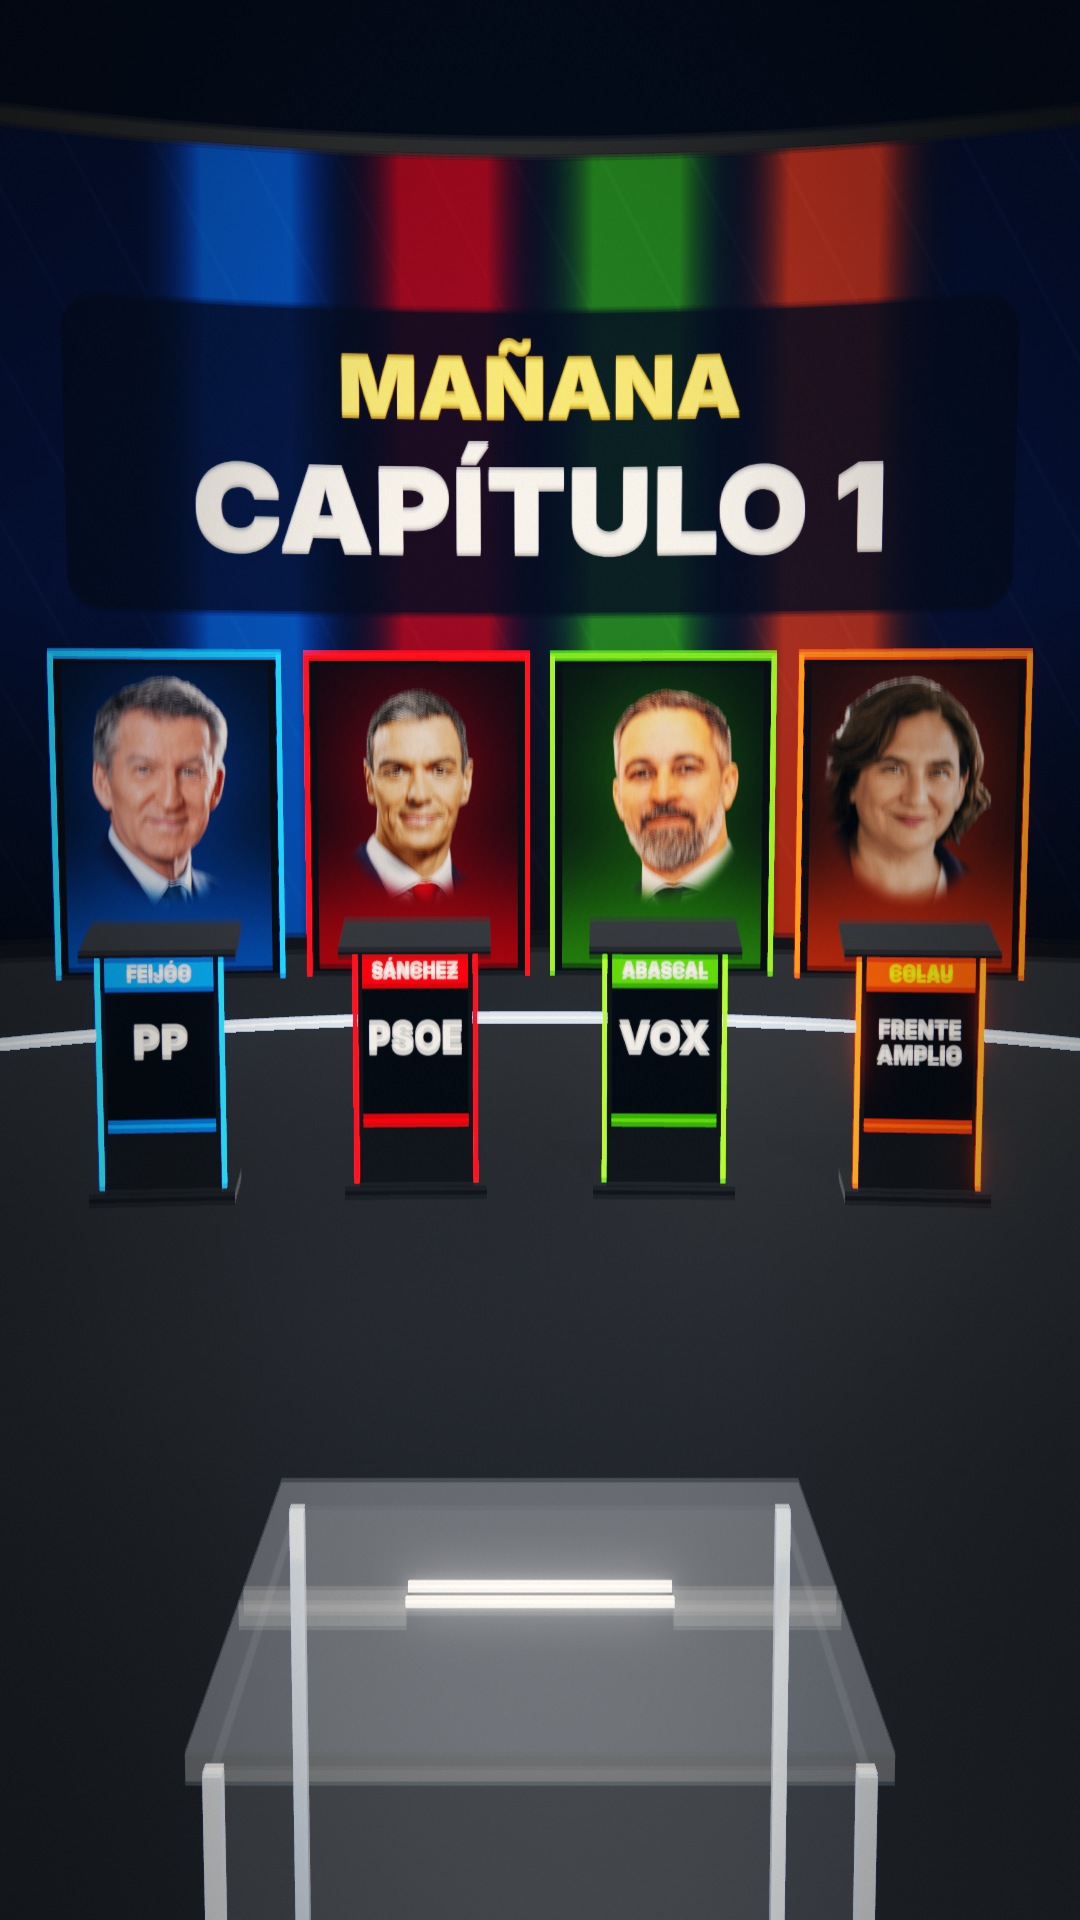 MAÑANA
CAPÍTULO 1
FEIJÓO
SÁNCHEZ
ABASCAL
COLAU
PP
PSOE
VOX
FRENTE
AMPLIO